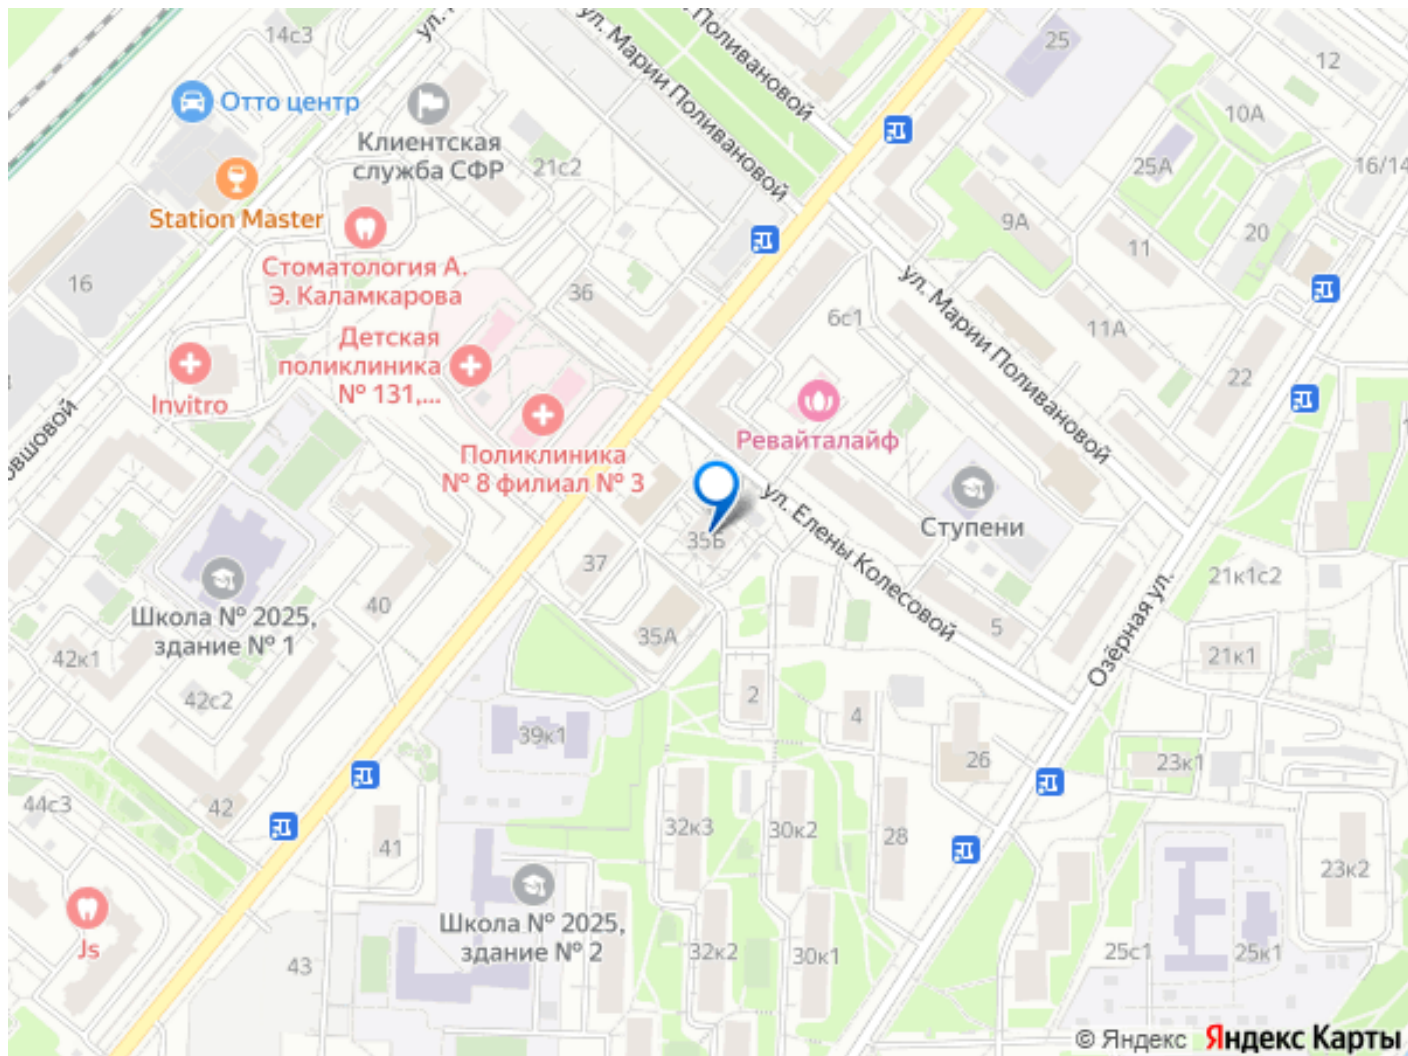 14с3
ул. Марии Поливановой
Поливановой
25
12
Отто центр
Клиентская
служба СФР
21с2
10А
25А
16/14
Station Master
9А
11
20
16
Стоматология А.
Э. Каламкарова
36
ул. Марии Поливановой
6с1
11А
22
Детская
поликлиника
№ 131,...
Invitro
Ревайталайф
овшовой
Поликлиника
№ 8 филиал № 3
ул. Елены Колесовой
Ступени
35Б
37
Озёрная ул.
21к1с2
40
Школа № 2025,
здание № 1
35А
5
42к1
21к1
42с2
2
4
39к1
26
23к1
44с3
42
41
32к3
30к2
28
23к2
Школа № 2025,
здание № 2
Js
43
32к2
30к1
25с1
25к1
© Яндекс Яндекс Карты